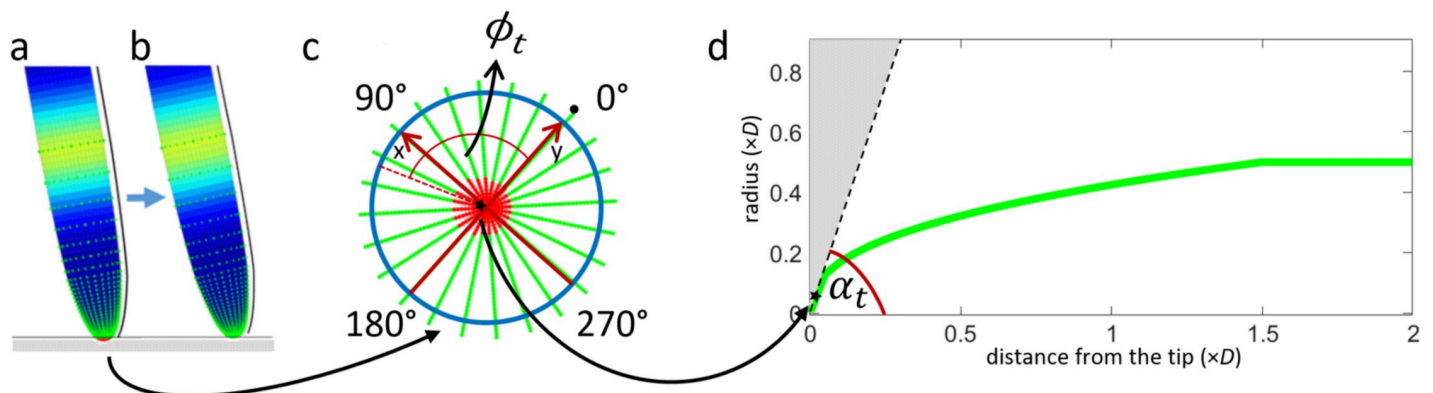 a
b
c
d
ϕₜ
90°
0°
x
y
180°
270°
radius (×D)
0.8
0.6
0.4
0.2
0
αₜ
0
0.5
1
1.5
2
distance from the tip (×D)